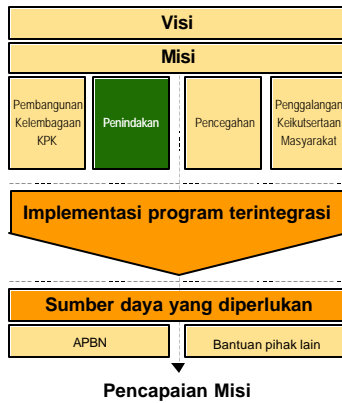 Visi
Misi
Pembangunan
Kelembagaan
KPK
Penindakan
Pencegahan
Penggalangan
Keikutsertaan
Masyarakat
Implementasi program terintegrasi
Sumber daya yang diperlukan
APBN
Bantuan pihak lain
Pencapaian Misi